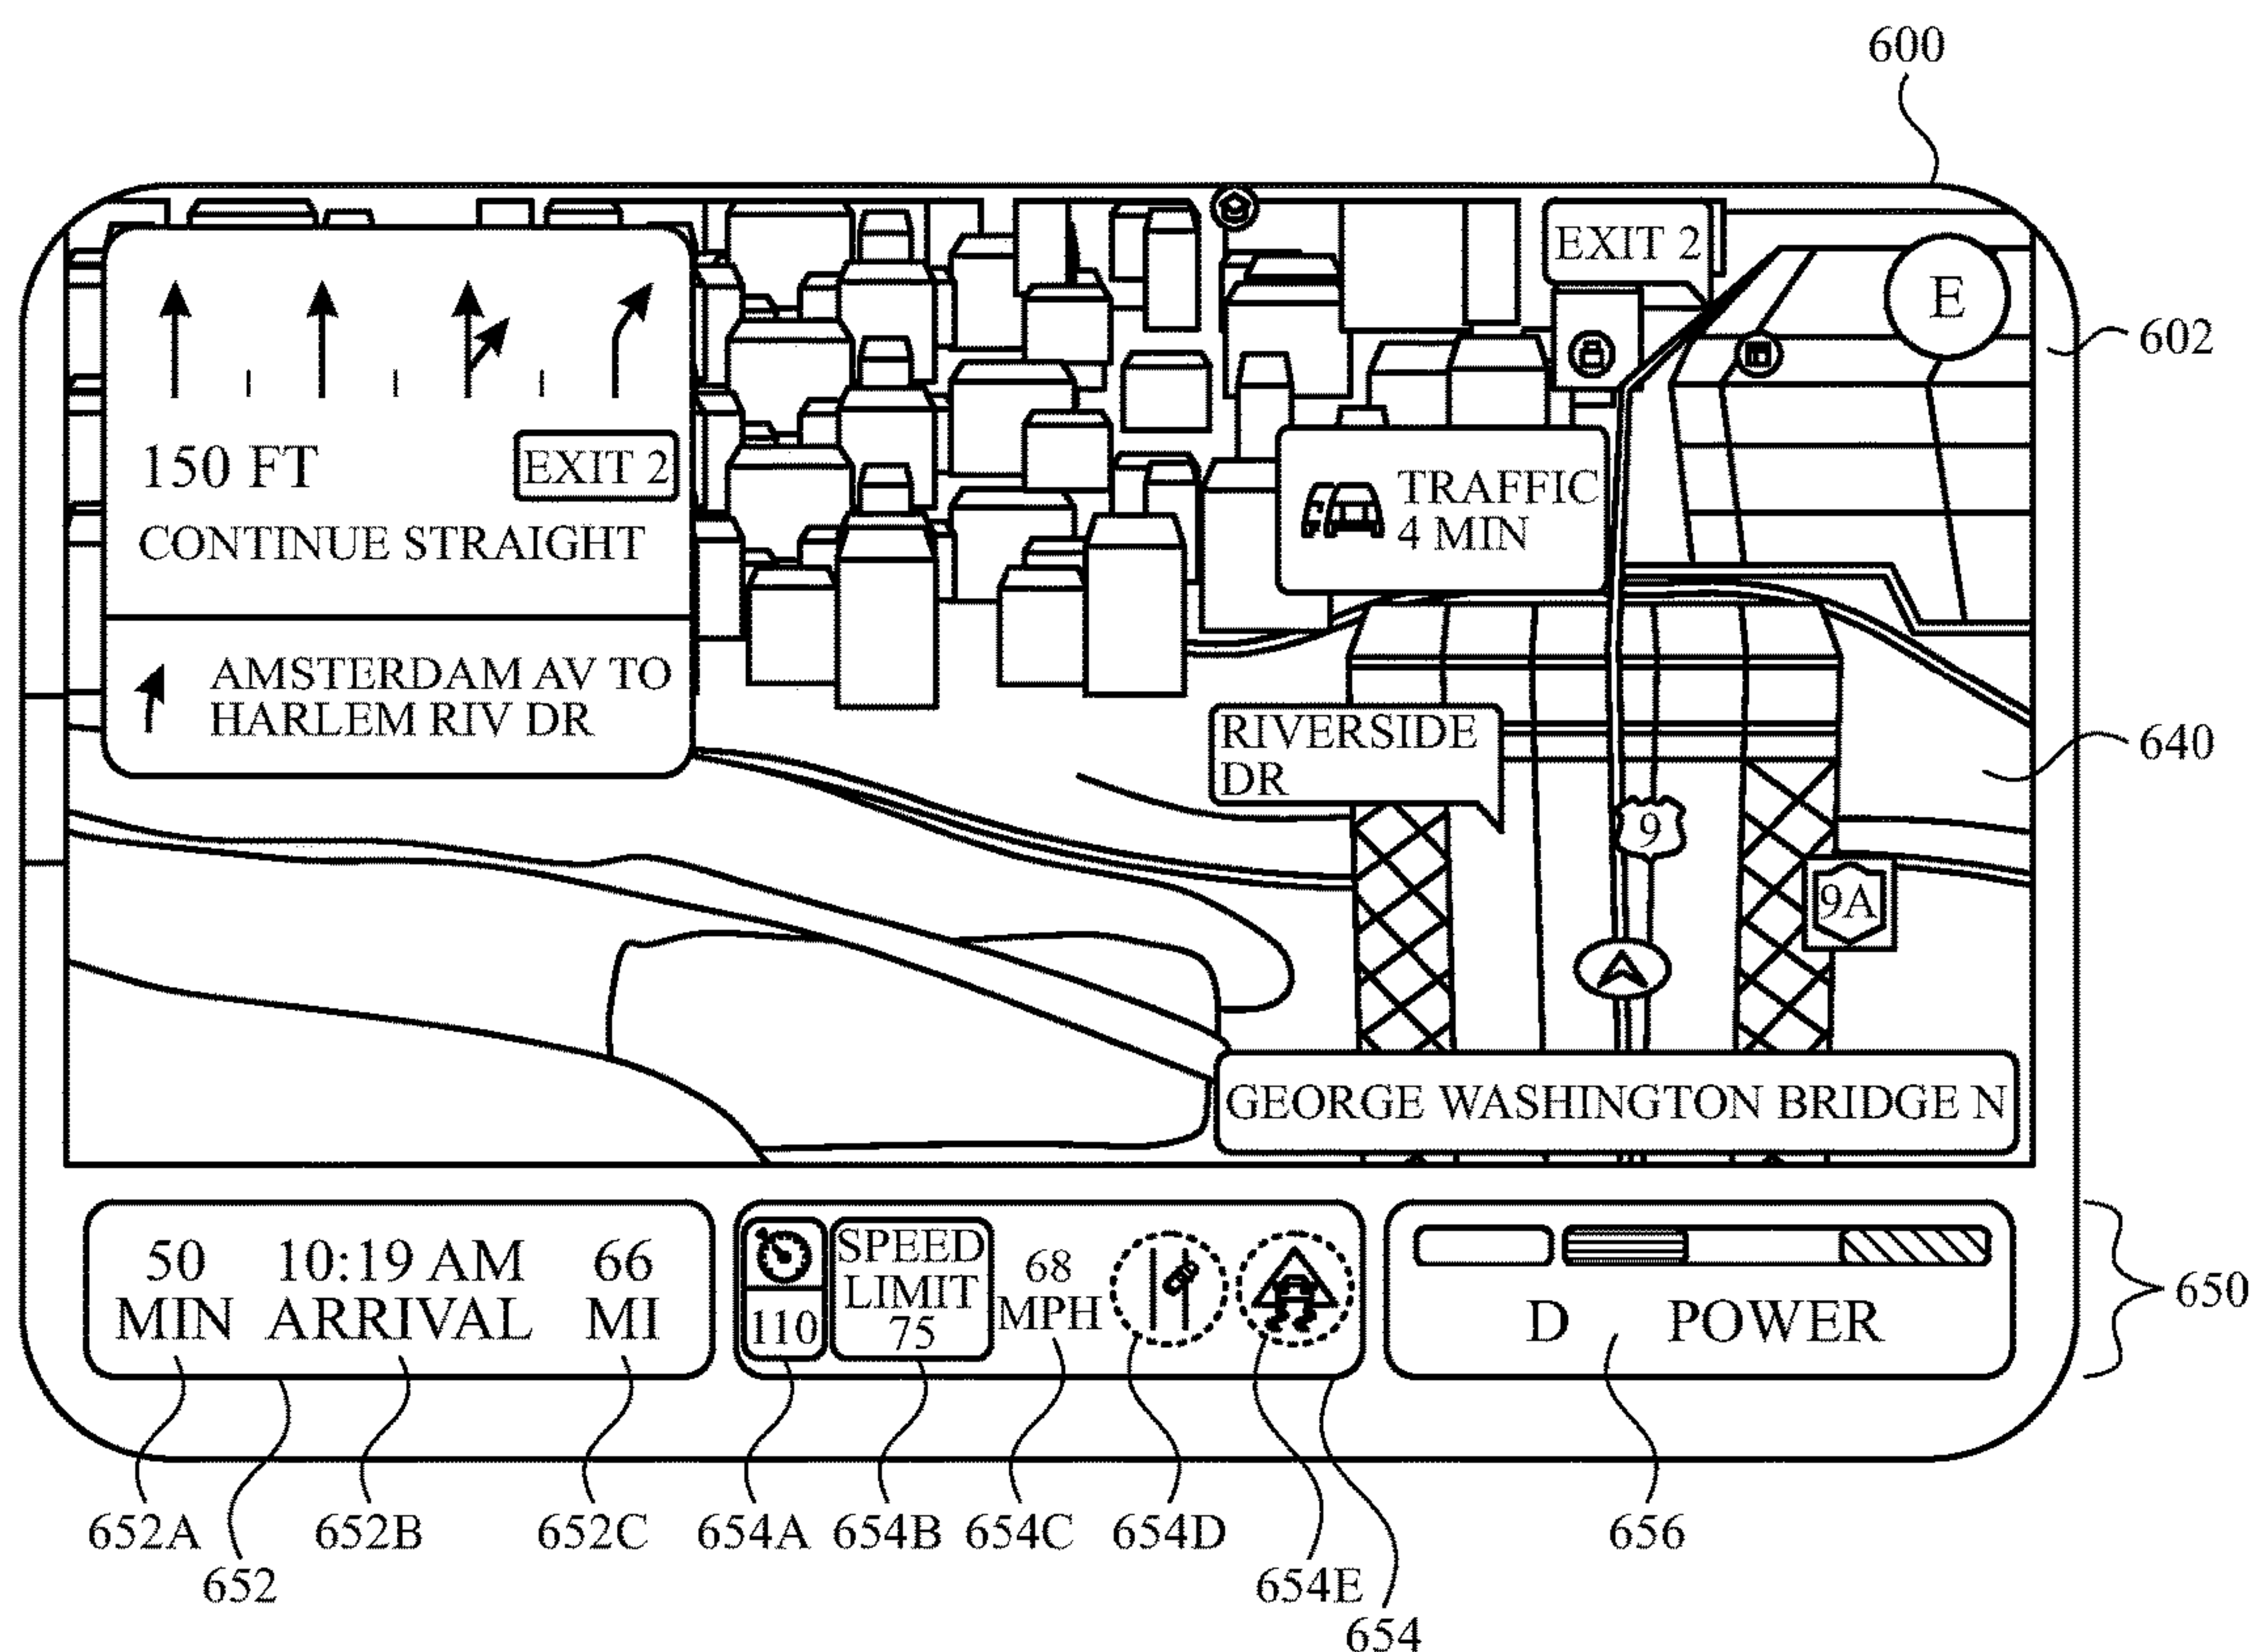 600
EXIT 2
E
602
150 FT
EXIT 2
CONTINUE STRAIGHT
TRAFFIC
4 MIN
AMSTERDAM AV TO
HARLEM RIV DR
RIVERSIDE
DR
640
9
9A
GEORGE WASHINGTON BRIDGE N
50
MIN
10:19 AM
ARRIVAL
66
MI
110
SPEED
LIMIT
75
68
MPH
D
POWER
650
652A
652B
652C
654A
654B
654C
654D
656
652
654E
654